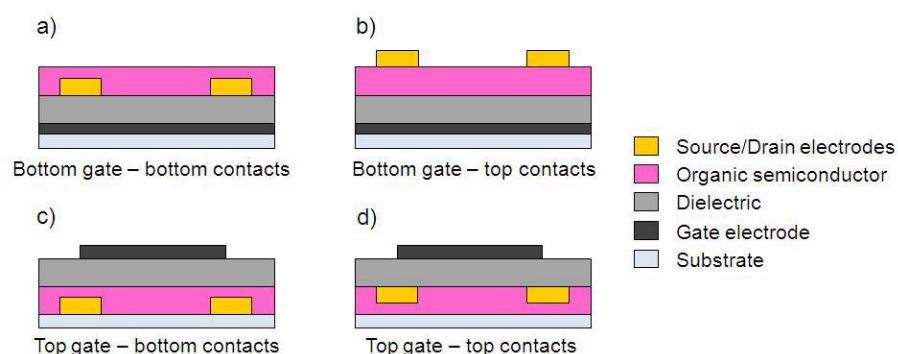 a)
b)
Bottom gate – bottom contacts
Bottom gate – top contacts
c)
d)
Top gate – bottom contacts
Top gate – top contacts
Source/Drain electrodes
Organic semiconductor
Dielectric
Gate electrode
Substrate